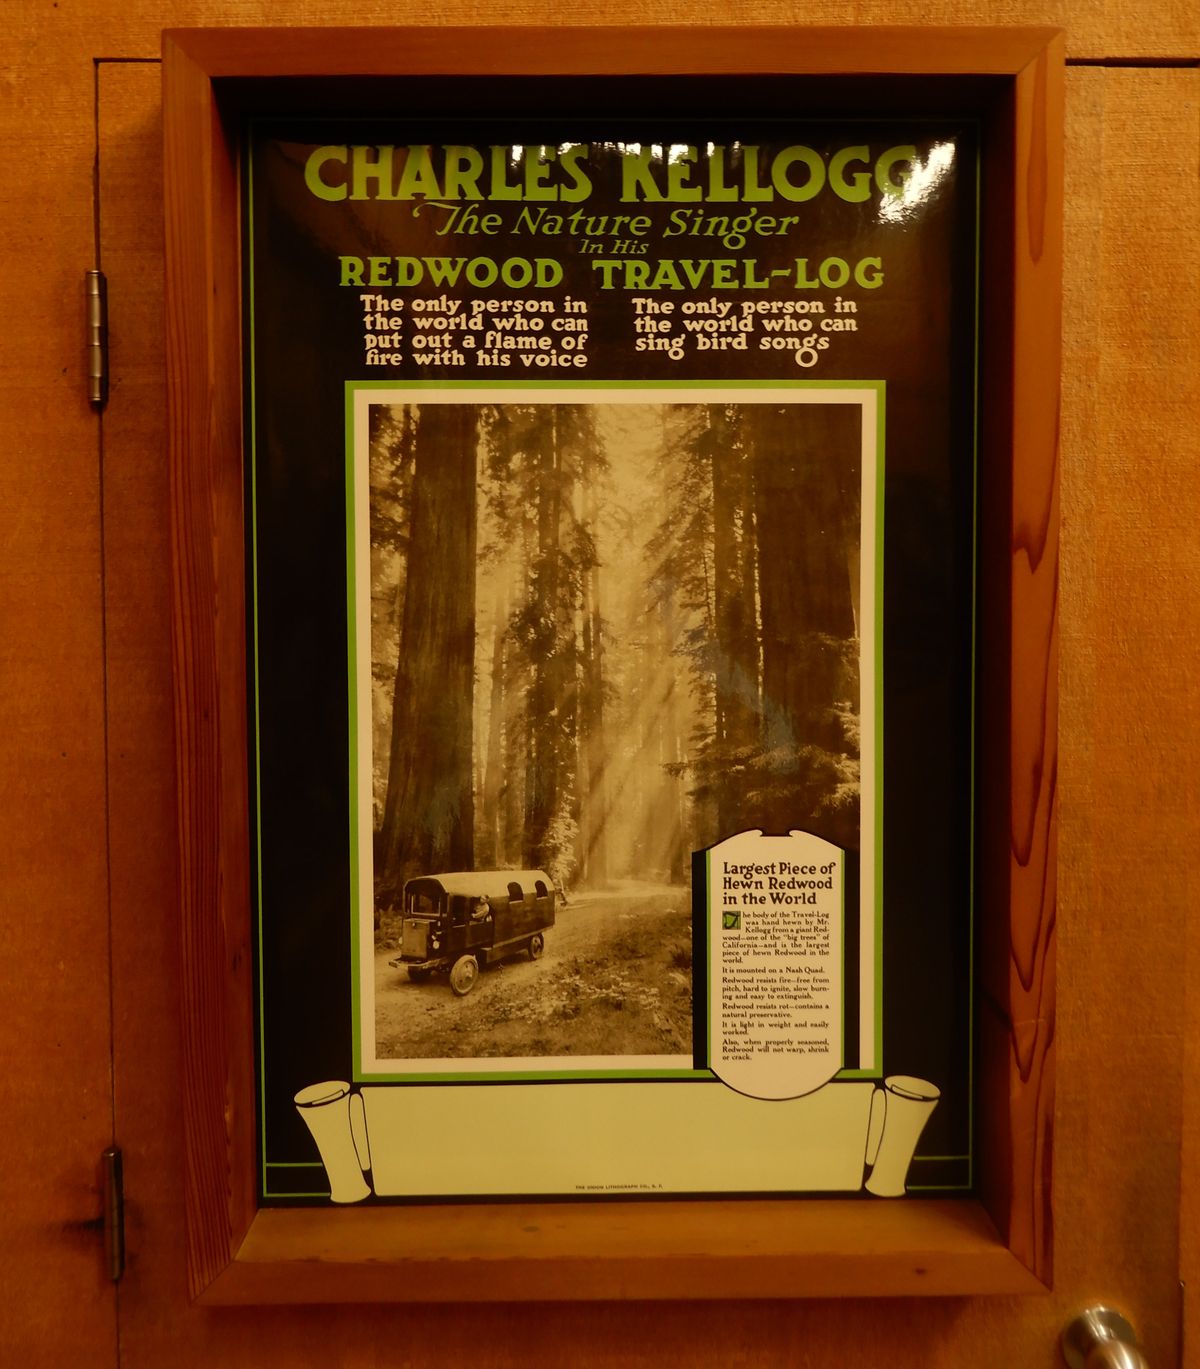 CHARLES KELLOGG
The Nature Singer
In His
REDWOOD TRAVEL-LOG
The only person in
the world who can
put out a flame of
fire with his voice
The only person in
the world who can
sing bird songs
Largest Piece of
Hewn Redwood
in the World
The body of the Travel-Log
was hand hewn by Mr.
Kellogg from a giant Red-
wood—one of the "big trees" of
California—and is the largest
piece of hewn Redwood in the
world.
It is mounted on a Nash Quad.
Redwood resists fire—free from
pitch, hard to ignite, slow burn-
ing and easy to extinguish.
Redwood resists rot—contains a
natural preservative.
It is light in weight and easily
worked.
Also, when properly seasoned,
Redwood will not warp, shrink
or crack.
THE UNION LITHOGRAPH CO., S. F.